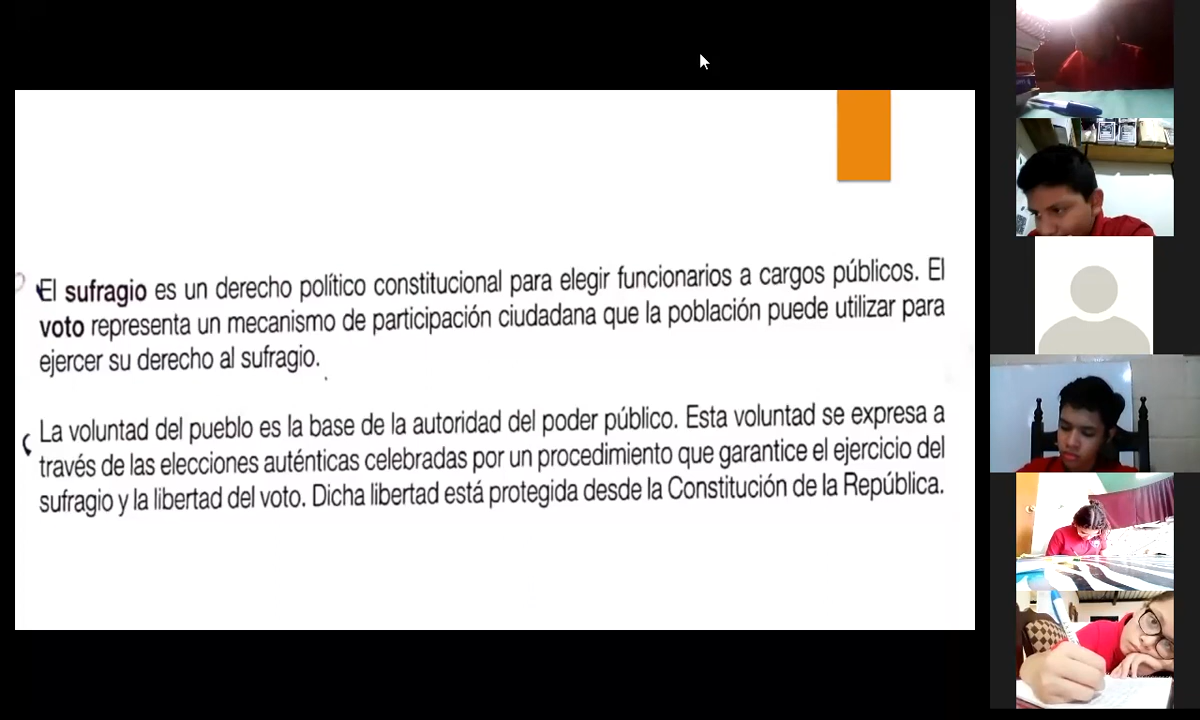 El sufragio es un derecho político constitucional para elegir funcionarios a cargos públicos. El
voto representa un mecanismo de participación ciudadana que la población puede utilizar para
ejercer su derecho al sufragio.
La voluntad del pueblo es la base de la autoridad del poder público. Esta voluntad se expresa a
través de las elecciones auténticas celebradas por un procedimiento que garantice el ejercicio del
sufragio y la libertad del voto. Dicha libertad está protegida desde la Constitución de la República.